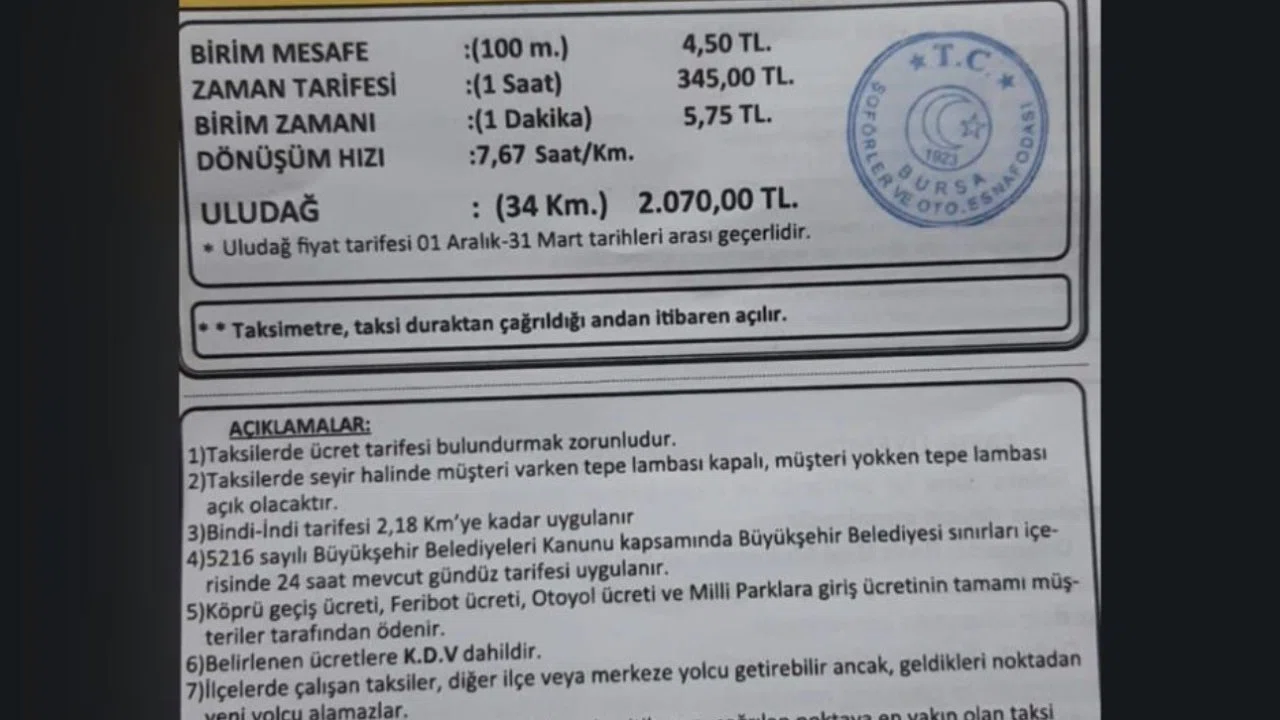 BİRİM MESAFE :(100 m.) 4,50 TL.
ZAMAN TARİFESİ :(1 Saat) 345,00 TL.
BİRİM ZAMANI :(1 Dakika) 5,75 TL.
DÖNÜŞÜM HIZI :7,67 Saat/Km.
ULUDAĞ : (34 Km.) 2.070,00 TL.
* Uludağ fiyat tarifesi 01 Aralık-31 Mart tarihleri arası geçerlidir.
T.C.
ŞOFÖRLER VE OTO.ESNAFODASI
1923
BURSA
* * Taksimetre, taksi duraktan çağrıldığı andan itibaren açılır.
AÇIKLAMALAR:
1)Taksilerde ücret tarifesi bulundurmak zorunludur.
2)Taksilerde seyir halinde müşteri varken tepe lambası kapalı, müşteri yokken tepe lambası
açık olacaktır.
3)Bindi-İndi tarifesi 2,18 Km'ye kadar uygulanır
4)5216 sayılı Büyükşehir Belediyeleri Kanunu kapsamında Büyükşehir Belediyesi sınırları içe-
risinde 24 saat mevcut gündüz tarifesi uygulanır.
5)Köprü geçiş ücreti, Feribot ücreti, Otoyol ücreti ve Milli Parklara giriş ücretinin tamamı müş-
teriler tarafından ödenir.
6)Belirlenen ücretlere K.D.V dahildir.
7)İlçelerde çalışan taksiler, diğer ilçe veya merkeze yolcu getirebilir ancak, geldikleri noktadan
yeni yolcu alamazlar.
noktaya en yakın olan taksi